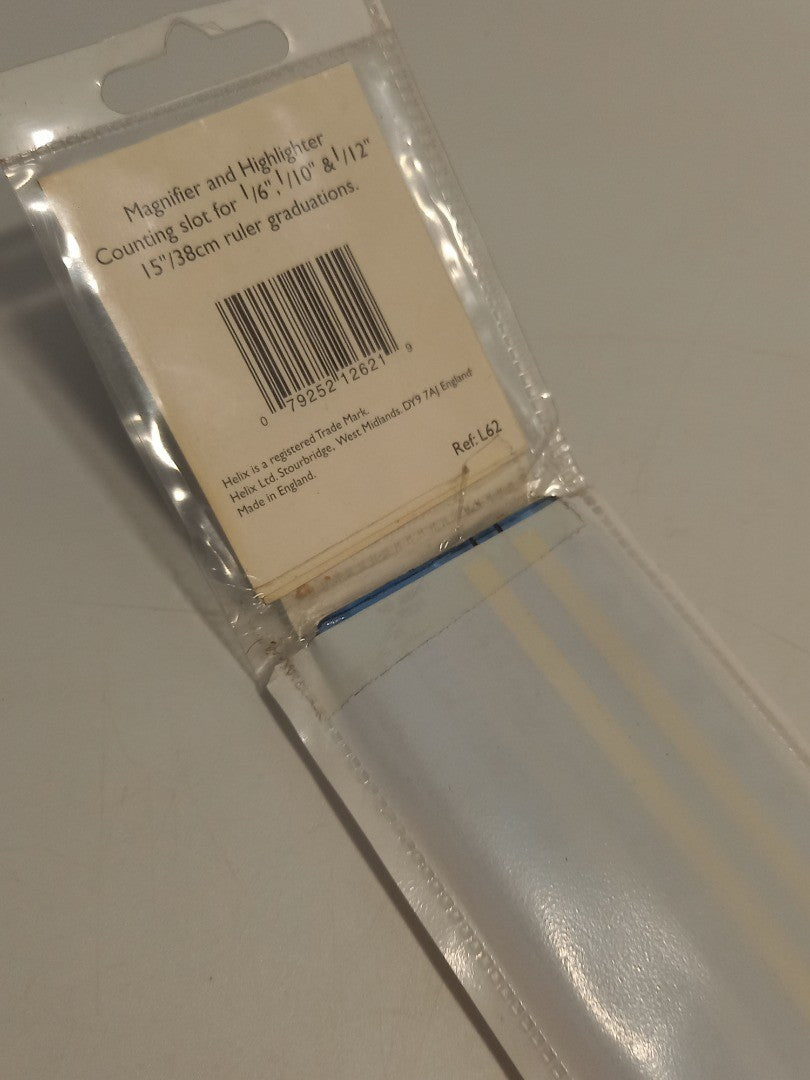 Magnifier and Highlighter
Counting slot for 1/6", 1/10" & 1/12"
15"/38cm ruler graduations.
0 79252 12621 9
Helix is a registered Trade Mark.
Helix Ltd. Stourbridge, West Midlands. DY9 7AJ England
Made in England.
Ref: L62